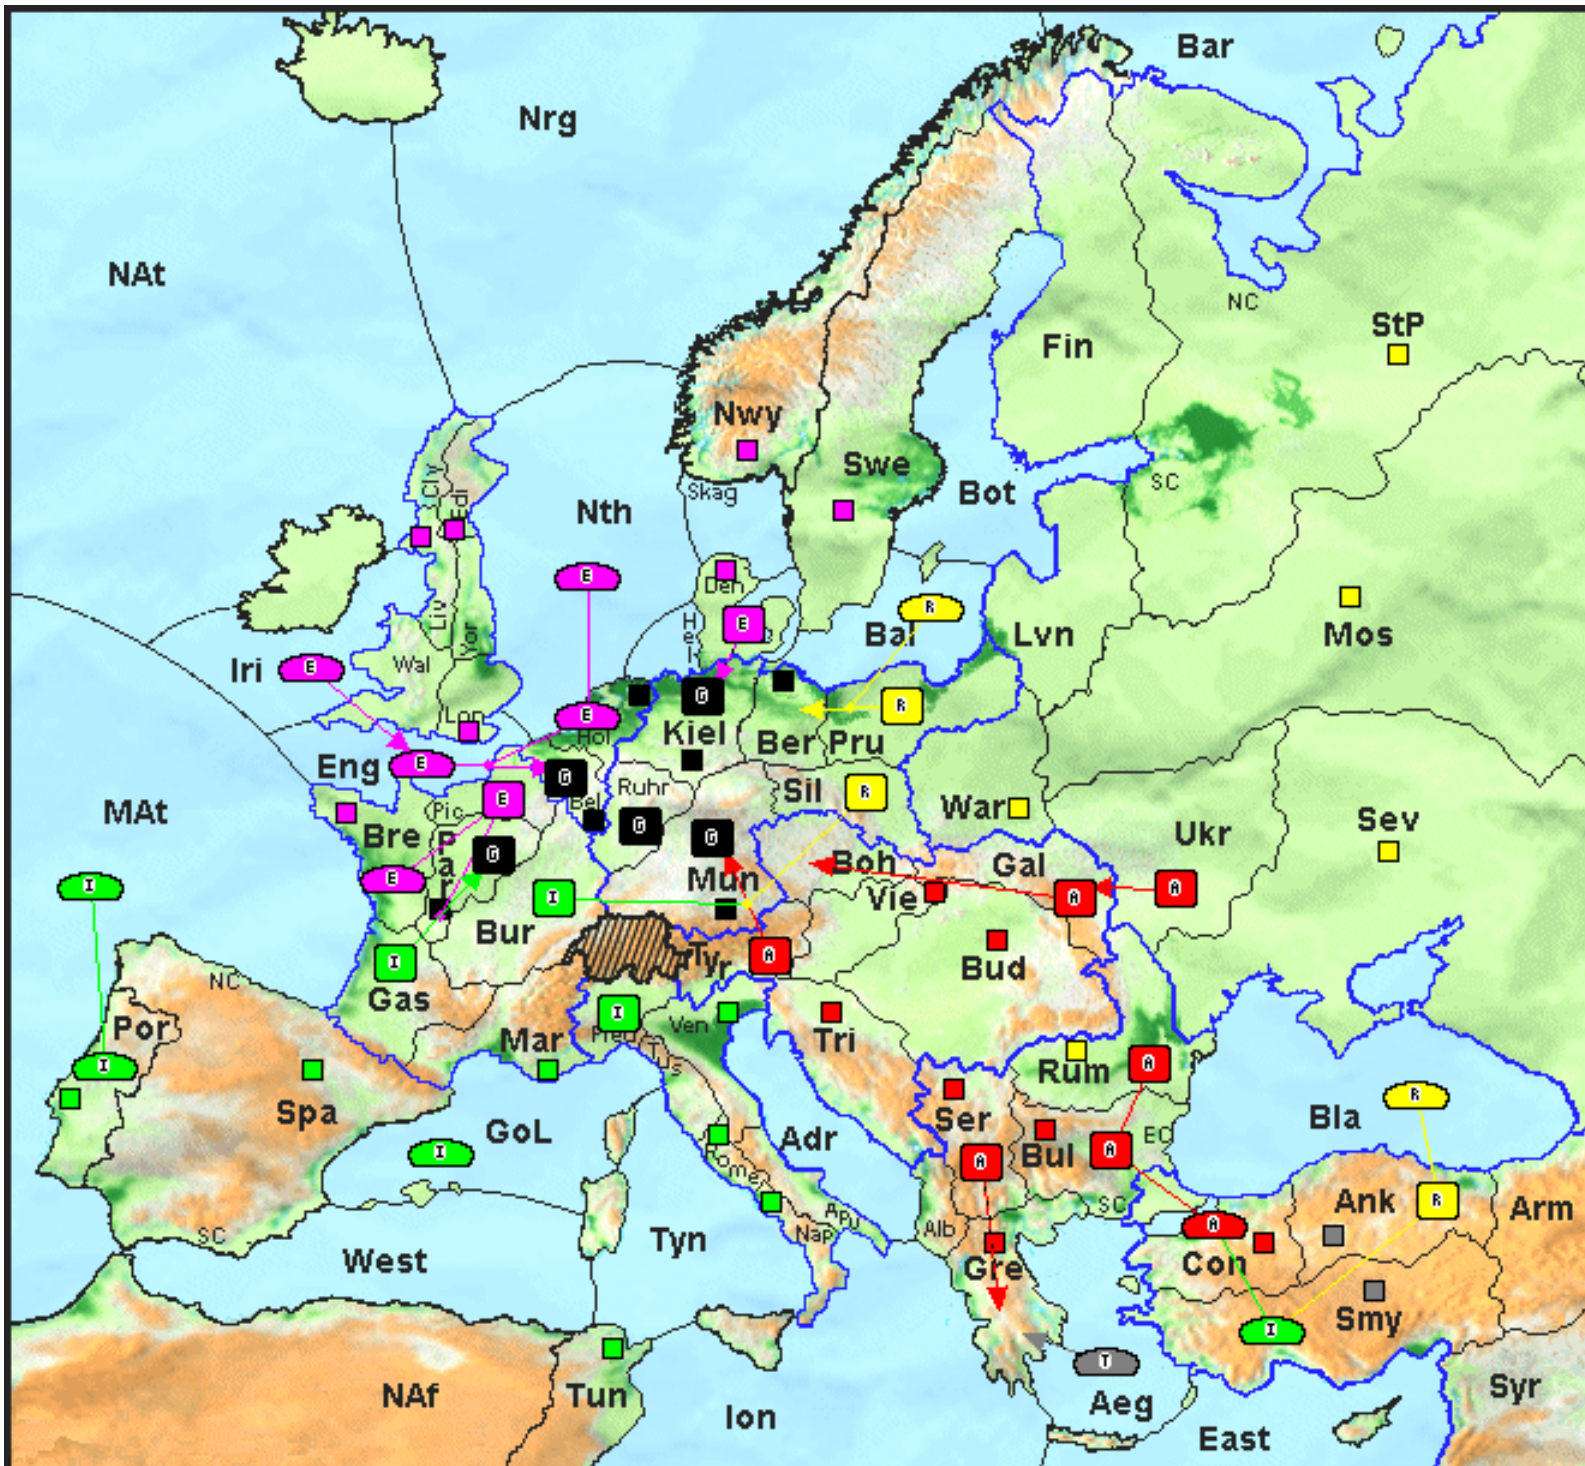 Bar
Nrg
NAt
NC
StP
Fin
Nwy
Swe
SC
Skag
Bot
Cly
Edi
Nth
Den
Hel
Bal
Lvn
Mos
Liv
Yor
Iri
Wal
Lon
E
R
E
E
R
G
E
Hol
Kiel
Ber
Pru
Eng
E
G
Ruhr
Sil
R
War
Ukr
Sev
MAt
Pic
E
Bel
Bre
Par
G
G
G
Boh
Gal
Mun
Vie
I
E
I
A
A
Bur
Tyr
A
Bud
I
Gas
NC
Por
Mar
I
Pied
Ven
Tus
Tri
Rum
A
I
Spa
GoL
I
Rome
Adr
Ser
Bul
EC
A
A
Bla
R
SC
Apu
Nap
Alb
SC
Ank
R
Arm
West
Tyn
Gre
A
Con
I
Smy
T
NAf
Tun
Ion
Aeg
East
Syr